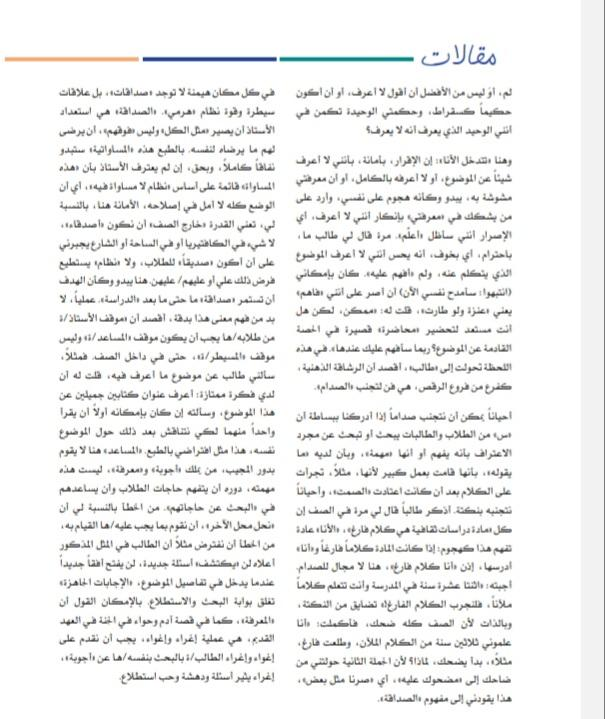 مقالات
لم، أو ليس من الأفضل أن أقول لا أعرف، أو أن أكون
حكيماً كسقراط، وحكمتي الوحيدة تكمن في
أنني الوحيد الذي يعرف أنه لا يعرف؟
وهنا «تتدخل الأنا»: إن الإقرار، بأمانة، بأنني لا أعرف
شيئاً عن الموضوع، أو لا أعرفه بالكامل، أو أن معرفتي
مشوشة به، يبدو وكأنه هجوم على نفسي، وأرد على
من يشكك في «معرفتي» بإنكار أنني لا أعرف، أي
الإصرار أنني سأظل «أعلّم». مرة قال لي طالب ما،
باحترام، أي بخوف، أنه يحس أنني لا أعرف الموضوع
الذي يتكلم عنه، ولم «أفهم عليه». كان بإمكاني
(انتبهوا: سأمدح نفسي الآن) أن أصر على أنني «فاهم»
يعني «عنزة ولو طارت»، قلت له: «ممكن، لكن هل
أنت مستعد لتحضير «محاضرة» قصيرة في الحصة
القادمة عن الموضوع؟ ربما سأفهم عليك عندها». في هذه
اللحظة تحولت إلى «طالب»، أقصد أن الرشاقة الذهنية،
كفرع من فروع الرقص، هي فن لتجنب «الصدام».
أحياناً يمكن أن نتجنب صداماً إذا أدركنا ببساطة أن
«س» من الطلاب والطالبات يبحث أو تبحث عن مجرد
الاعتراف بأنه يفهم أو أنها «مهمة»، وبأن لديه «ما
يقوله»، بأنها قامت بعمل كبير لأنها، مثلاً، تجرأت
على الكلام بعد أن كانت اعتادت «الصمت»، وأحياناً
نتجنبه بنكتة. أذكر طالباً قال لي مرة في الصف إن
كل «مادة دراسات ثقافية هي كلام فارغ»، «الأنا» عادة
تفهم هذا كهجوم: إذا كانت المادة كلاماً فارغاً و«أنا»
أدرسها، إذن «أنا كلام فارغ»، هنا لا مجال للصدام.
أجبته: «اثنتا عشرة سنة في المدرسة وأنت تتعلم كلاماً
ملآناً، فلنجرب الكلام الفارغ!» تضايق من النكتة،
وبالذات لأن الصف كله ضحك، فأكملت: «أنا
علموني ثلاثين سنة من الكلام الملآن، وطلعت فارغ،
مثلاً»، بدأ يضحك، لماذا؟ لأن الجملة الثانية حولتني من
ضاحك إلى «مضحوك عليه»، أي «صرنا مثل بعض»،
هذا يقودني إلى مفهوم «الصداقة».
في كل مكان هيمنة لا توجد «صداقات»، بل علاقات
سيطرة وقوة نظام «هرمي». «الصداقة» هي استعداد
الأستاذ أن يصير «مثل الكل» وليس «فوقهم»، أن يرضى
لهم ما يرضاه لنفسه. بالطبع هذه «المساواتية» ستبدو
نفاقاً كاملاً، وبحق، إن لم يعترف الأستاذ بأن «هذه
المساواة» قائمة على أساس «نظام لا مساواة فيه»، أي أن
الوضع كله لا أمل في إصلاحه، الأمانة هنا، بالنسبة
لي، تعني القدرة «خارج الصف» أن نكون «أصدقاء»،
لا شيء في الكافتيريا أو في الساحة أو الشارع يجبرني
على أن أكون «صديقاً» للطلاب، ولا «نظام» يستطيع
فرض ذلك علي أو عليهم/ عليهن. هنا يبدو وكأن الهدف
أن تستمر «صداقة» ما حتى ما بعد «الدراسة». عملياً، لا
بد من فهم معنى هذا بدقة، أقصد أن «موقف الأستاذ/ة
من طلابه/ها يجب أن يكون موقف «المساعد/ة» وليس
موقف «المسيطر/ة»، حتى في داخل الصف. فمثلاً،
سألني طالب عن موضوع ما أعرف فيه، قلت له أن
لدي فكرة ممتازة: أعرف عنوان كتابين جميلين عن
هذا الموضوع، وسألته إن كان بإمكانه أولاً أن يقرأ
واحداً منهما لكي نتناقش بعد ذلك حول الموضوع
نفسه، هذا مثل افتراضي بالطبع. «المساعد» هنا لا يقوم
بدور المجيب، من يملك «أجوبة» و«معرفة»، ليست هذه
مهمته، دوره أن يتفهم حاجات الطلاب وأن يساعدهم
في «البحث عن حاجاتهم». من الخطأ بالنسبة لي أن
«نحل محل الآخر»، أن نقوم بما يجب عليه/ها القيام به،
من الخطأ أن نفترض مثلاً أن الطالب في المثل المذكور
أعلاه لن «يكتشف» أسئلة جديدة، لن يفتح أفقاً جديداً
عندما يدخل في تفاصيل الموضوع، «الإجابات الجاهزة»
تغلق بوابة البحث والاستطلاع. بالإمكان القول أن
«المعرفة»، كما في قصة آدم وحواء في الجنة في العهد
القديم، هي عملية إغراء وإغواء، يجب أن نقدم على
إغواء وإغراء الطالب/ة بالبحث بنفسه/ها عن «أجوبة»،
إغراء يثير أسئلة ودهشة وحب استطلاع.